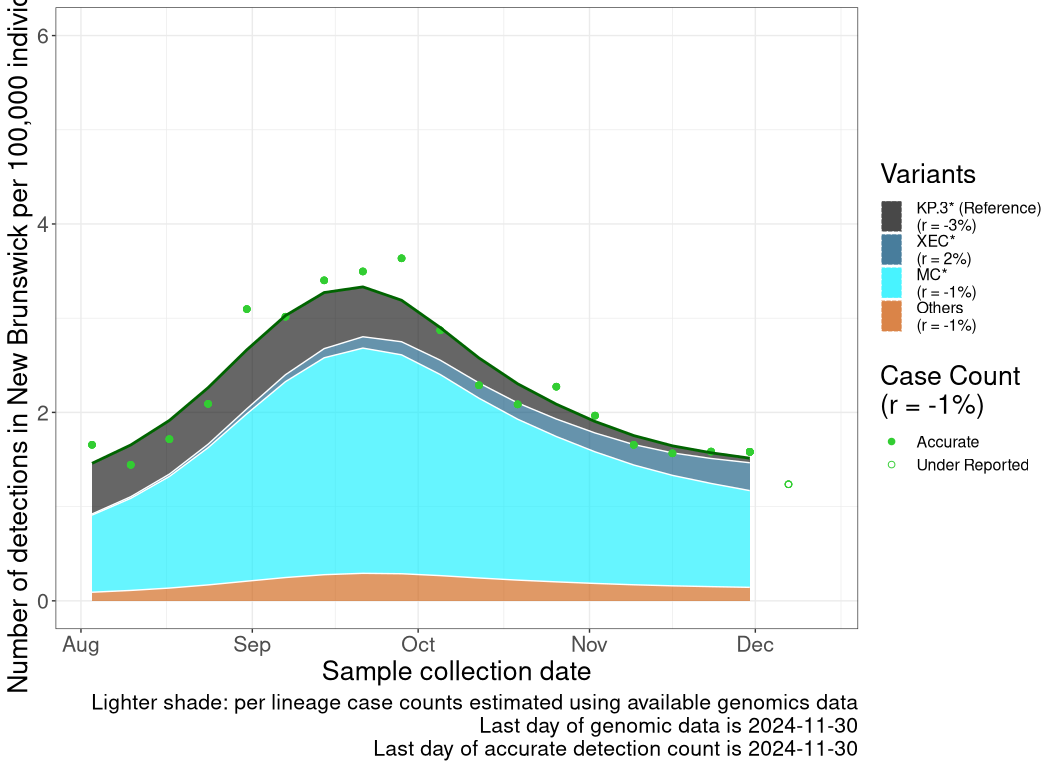 Number of detections in New Brunswick per 100,000
6
4
2
0
Aug Sep Oct Nov Dec
Sample collection date
Lighter shade: per lineage case counts estimated using available genomics data
Last day of genomic data is 2024-11-30
Last day of accurate detection count is 2024-11-30
Variants
KP.3* (Reference)
(r = -3%)
XEC*
(r = 2%)
MC*
(r = -1%)
Others
(r = -1%)
Case Count
(r = -1%)
Accurate
Under Reported